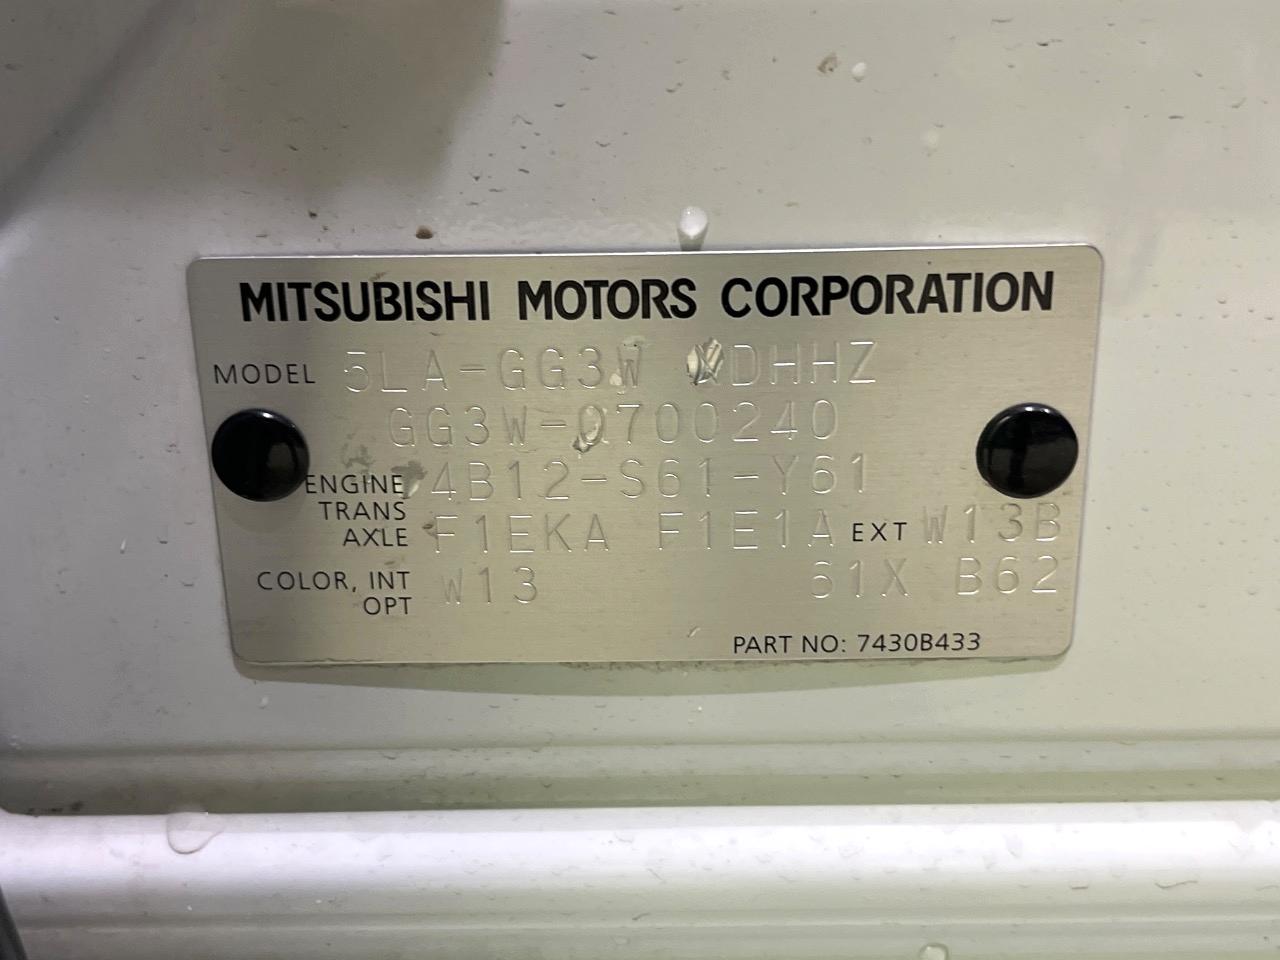 MITSUBISHI MOTORS CORPORATION
MODEL 5LA-GG3W XDHHZ
GG3W-0700240
ENGINE 4B12-S61-Y61
TRANS
AXLE F1EKA F1E1A EXT W13B
COLOR, INT W13 61X B62
OPT
PART NO: 7430B433